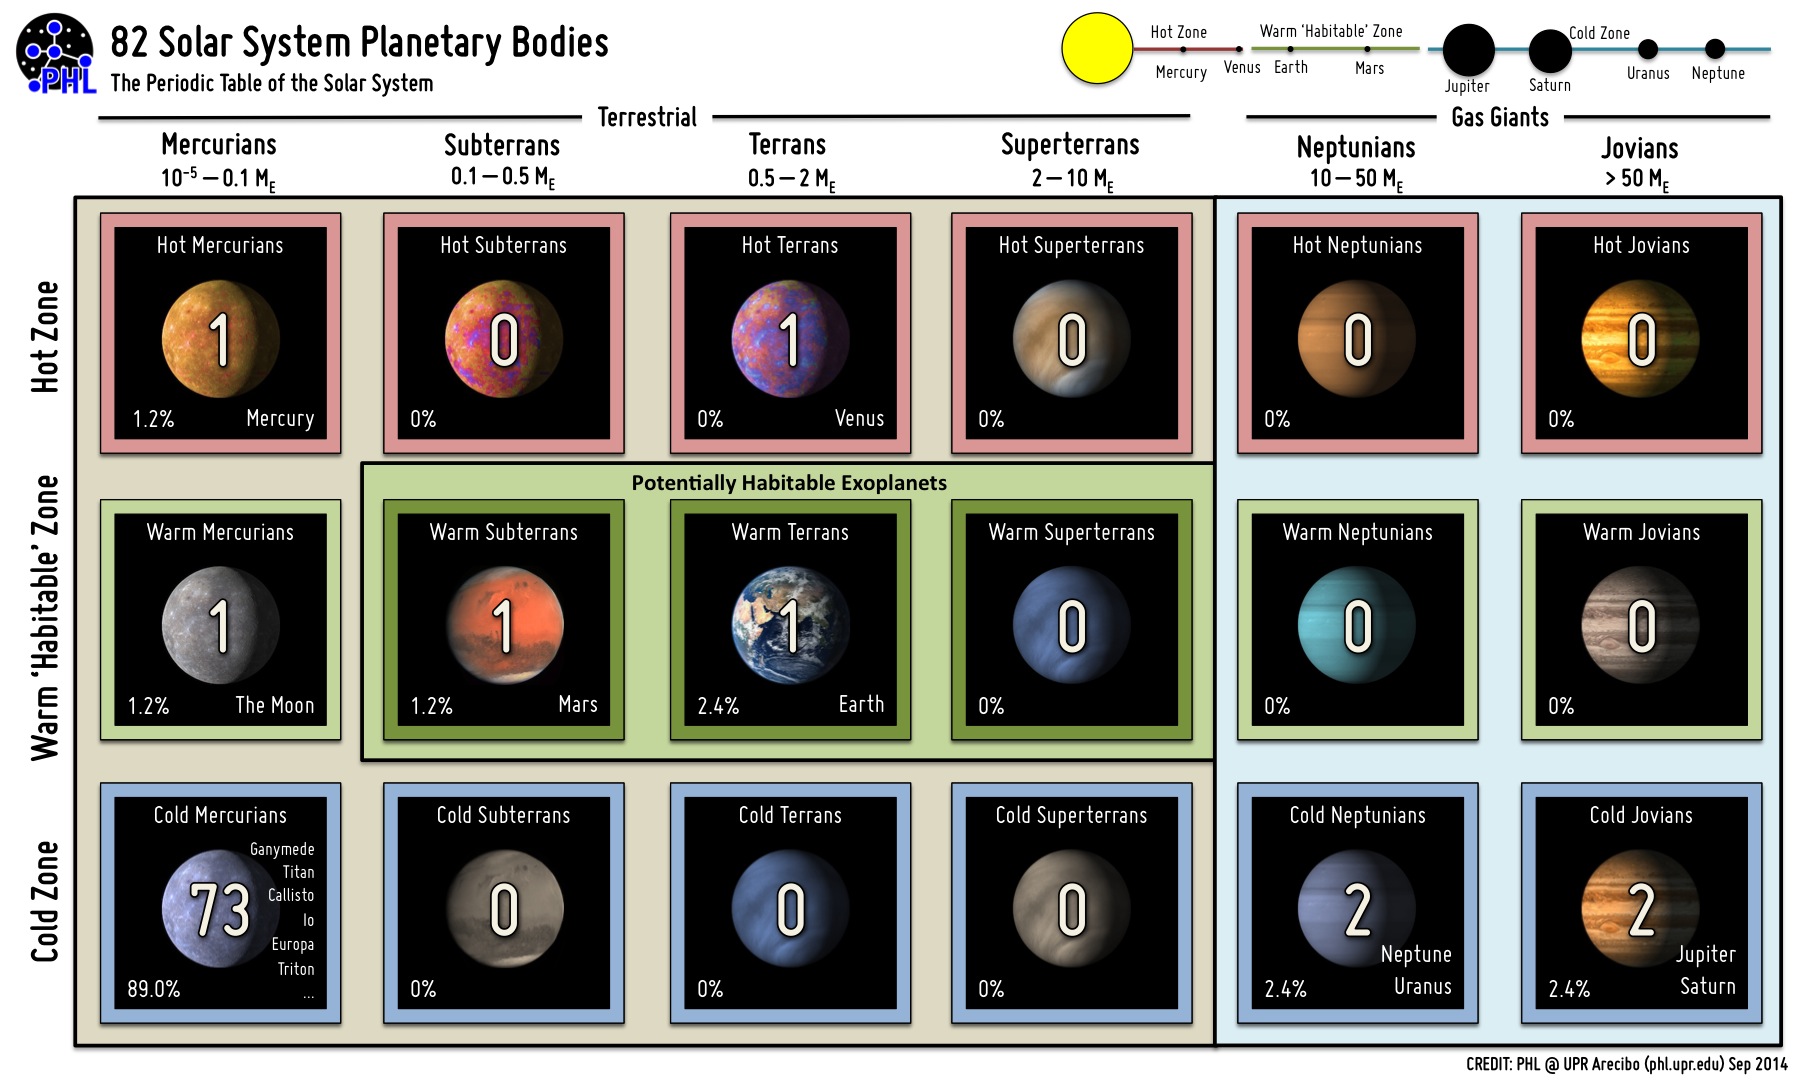 PHL
82 Solar System Planetary Bodies
The Periodic Table of the Solar System
Hot Zone
Warm ‘Habitable’ Zone
Cold Zone
Mercury
Venus
Earth
Mars
Jupiter
Saturn
Uranus
Neptune
Terrestrial
Gas Giants
Mercurians
10⁻⁵ – 0.1 M_E
Subterrans
0.1 – 0.5 M_E
Terrans
0.5 – 2 M_E
Superterrans
2 – 10 M_E
Neptunians
10 – 50 M_E
Jovians
> 50 M_E
Hot Zone
Hot Mercurians
1
1.2%
Mercury
Hot Subterrans
0
0%
Hot Terrans
1
0%
Venus
Hot Superterrans
0
0%
Hot Neptunians
0
0%
Hot Jovians
0
0%
Warm ‘Habitable’ Zone
Potentially Habitable Exoplanets
Warm Mercurians
1
1.2%
The Moon
Warm Subterrans
1
1.2%
Mars
Warm Terrans
1
2.4%
Earth
Warm Superterrans
0
0%
Warm Neptunians
0
0%
Warm Jovians
0
0%
Cold Zone
Cold Mercurians
73
Ganymede
Titan
Callisto
Io
Europa
Triton
...
89.0%
Cold Subterrans
0
0%
Cold Terrans
0
0%
Cold Superterrans
0
0%
Cold Neptunians
2
Neptune
2.4%
Uranus
Cold Jovians
2
Jupiter
2.4%
Saturn
CREDIT: PHL @ UPR Arecibo (phl.upr.edu) Sep 2014